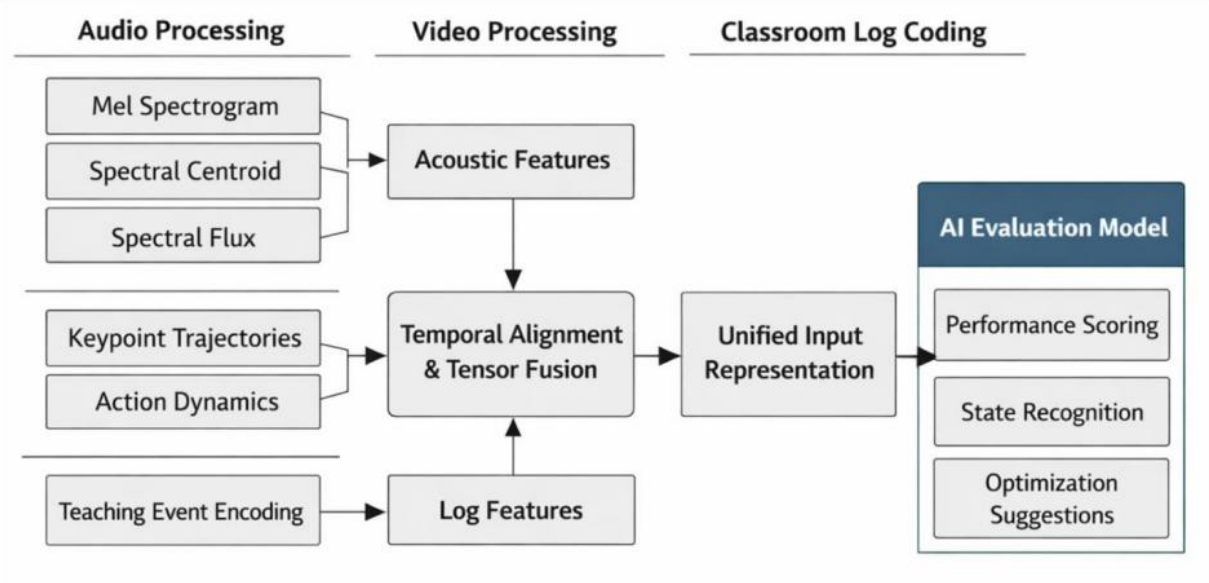 Audio Processing
Video Processing
Classroom Log Coding
Mel Spectrogram
Spectral Centroid
Spectral Flux
Acoustic Features
Keypoint Trajectories
Action Dynamics
Temporal Alignment
& Tensor Fusion
Unified Input
Representation
Teaching Event Encoding
Log Features
AI Evaluation Model
Performance Scoring
State Recognition
Optimization
Suggestions